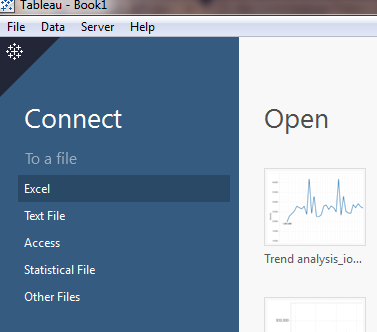 Tableau - Book1
File Data Server Help
Connect
Open
To a file
Excel
Text File
Access
Statistical File
Other Files
Trend analysis_io...